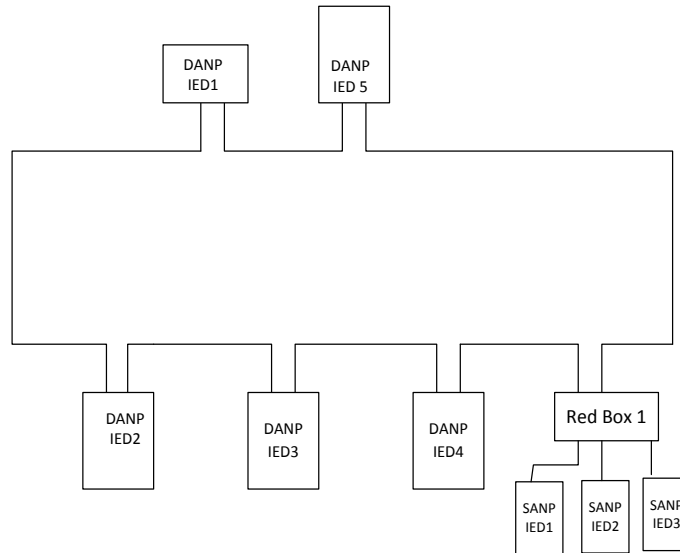 DANP
IED1
DANP
IED 5
DANP
IED2
DANP
IED3
DANP
IED4
Red Box 1
SANP
IED1
SANP
IED2
SANP
IED3